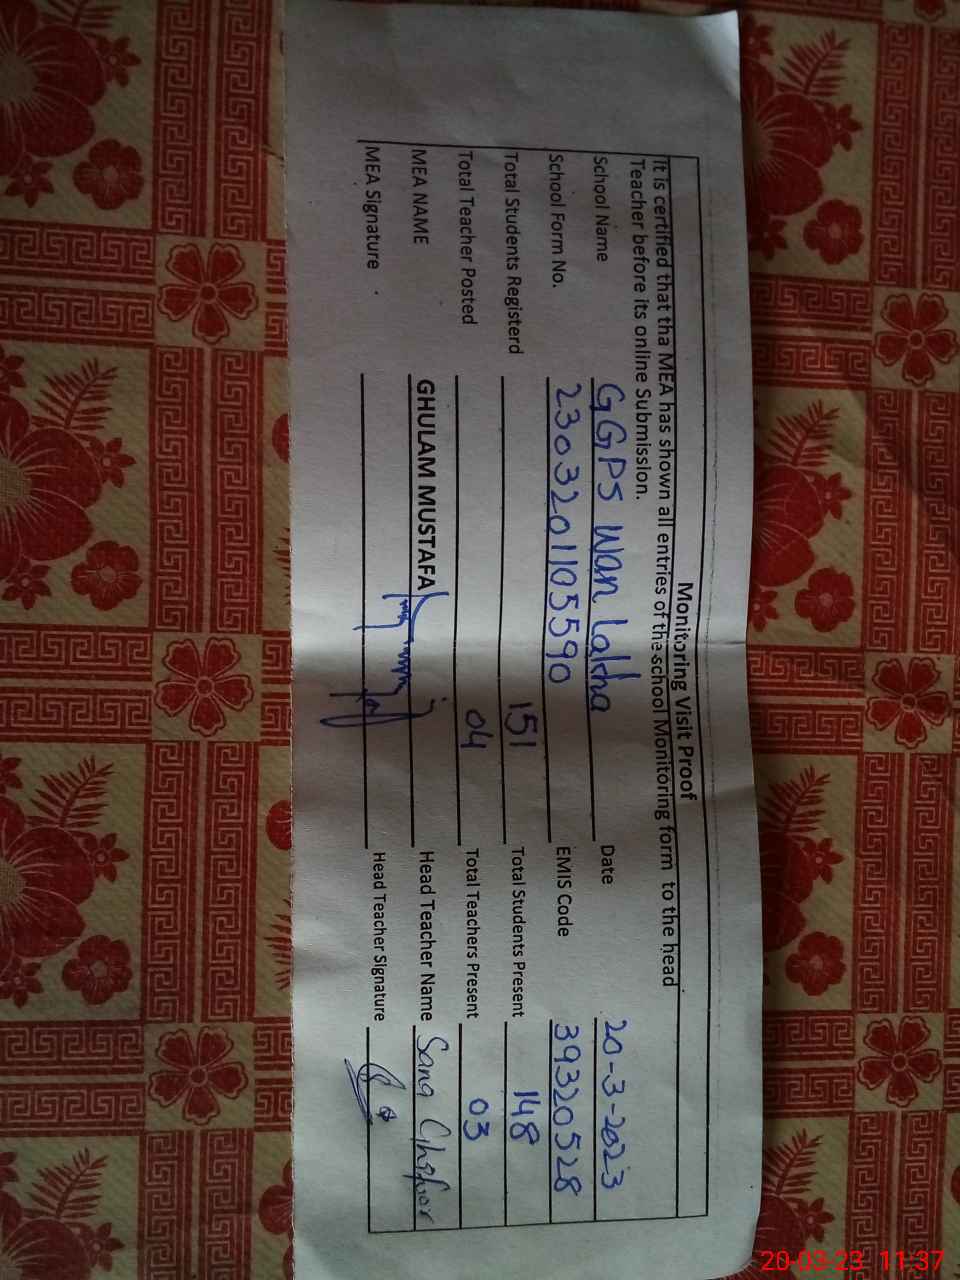 Monitoring Visit Proof
It is certified that tha MEA has shown all entries of the school Monitoring form to the head
Teacher before its online Submission.
School Name GGPS Wan Lakha Date 20-3-2023
School Form No. 2303201105590 EMIS Code 39320528
Total Students Registerd 151 Total Students Present 148
Total Teacher Posted 04 Total Teachers Present 03
MEA NAME GHULAM MUSTAFA Head Teacher Name Sana Ghafoor
MEA Signature Head Teacher Signature
20-03-23 11:37